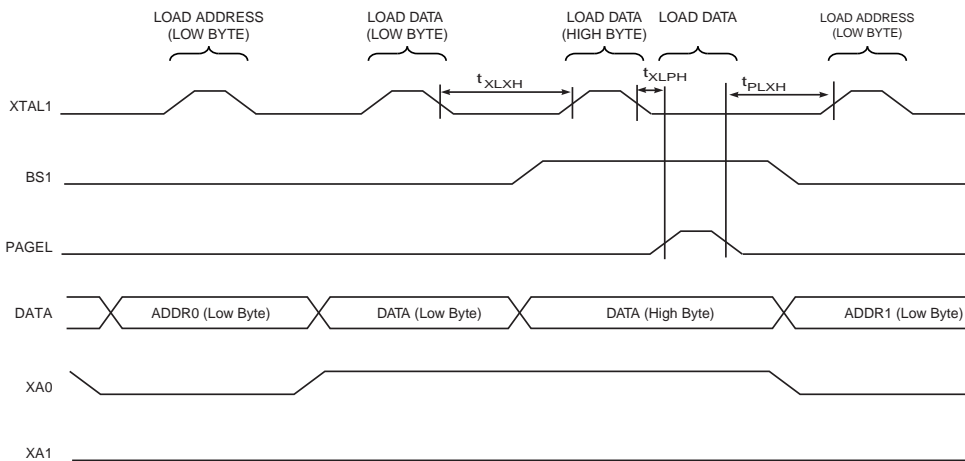 LOAD ADDRESS
(LOW BYTE)
LOAD DATA
(LOW BYTE)
LOAD DATA
(HIGH BYTE)
LOAD DATA
LOAD ADDRESS
(LOW BYTE)
tXLXH
tXLPH
tPLXH
XTAL1
BS1
PAGEL
DATA
ADDR0 (Low Byte)
DATA (Low Byte)
DATA (High Byte)
ADDR1 (Low Byte)
XA0
XA1